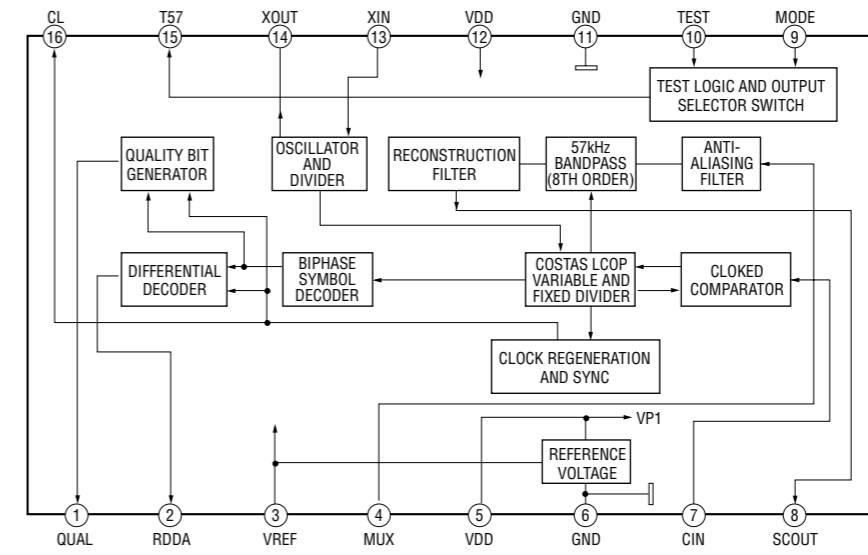 CL T57 XOUT XIN VDD GND TEST MODE
16 15 14 13 12 11 10 9
TEST LOGIC AND OUTPUT
SELECTOR SWITCH
QUALITY BIT
GENERATOR
OSCILLATOR
AND
DIVIDER
RECONSTRUCTION
FILTER
57kHz
BANDPASS
(8TH ORDER)
ANTI-
ALIASING
FILTER
DIFFERENTIAL
DECODER
BIPHASE
SYMBOL
DECODER
COSTAS LCOP
VARIABLE AND
FIXED DIVIDER
CLOKED
COMPARATOR
CLOCK REGENERATION
AND SYNC
VP1
REFERENCE
VOLTAGE
1 2 3 4 5 6 7 8
QUAL RDDA VREF MUX VDD GND CIN SCOUT